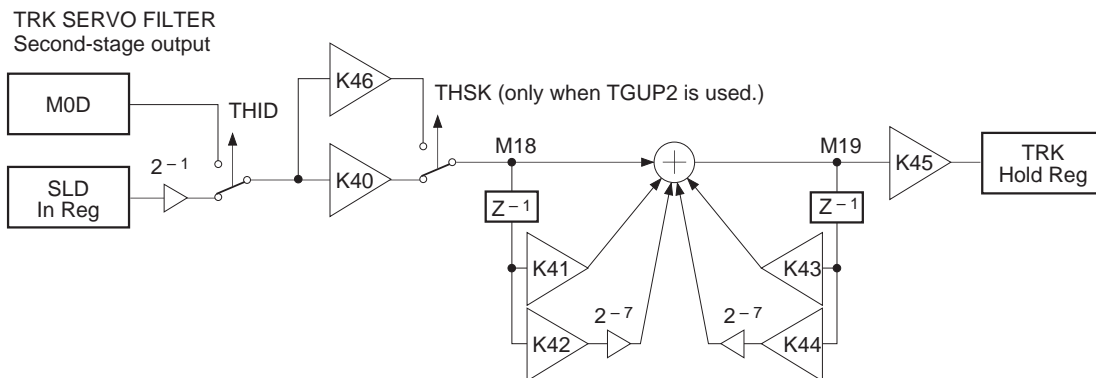 TRK SERVO FILTER
Second-stage output
M0D
SLD
In Reg
2−1
THID
K46
K40
THSK (only when TGUP2 is used.)
M18
M19
K45
TRK
Hold Reg
Z−1
Z−1
K41
K43
K42
2−7
2−7
K44